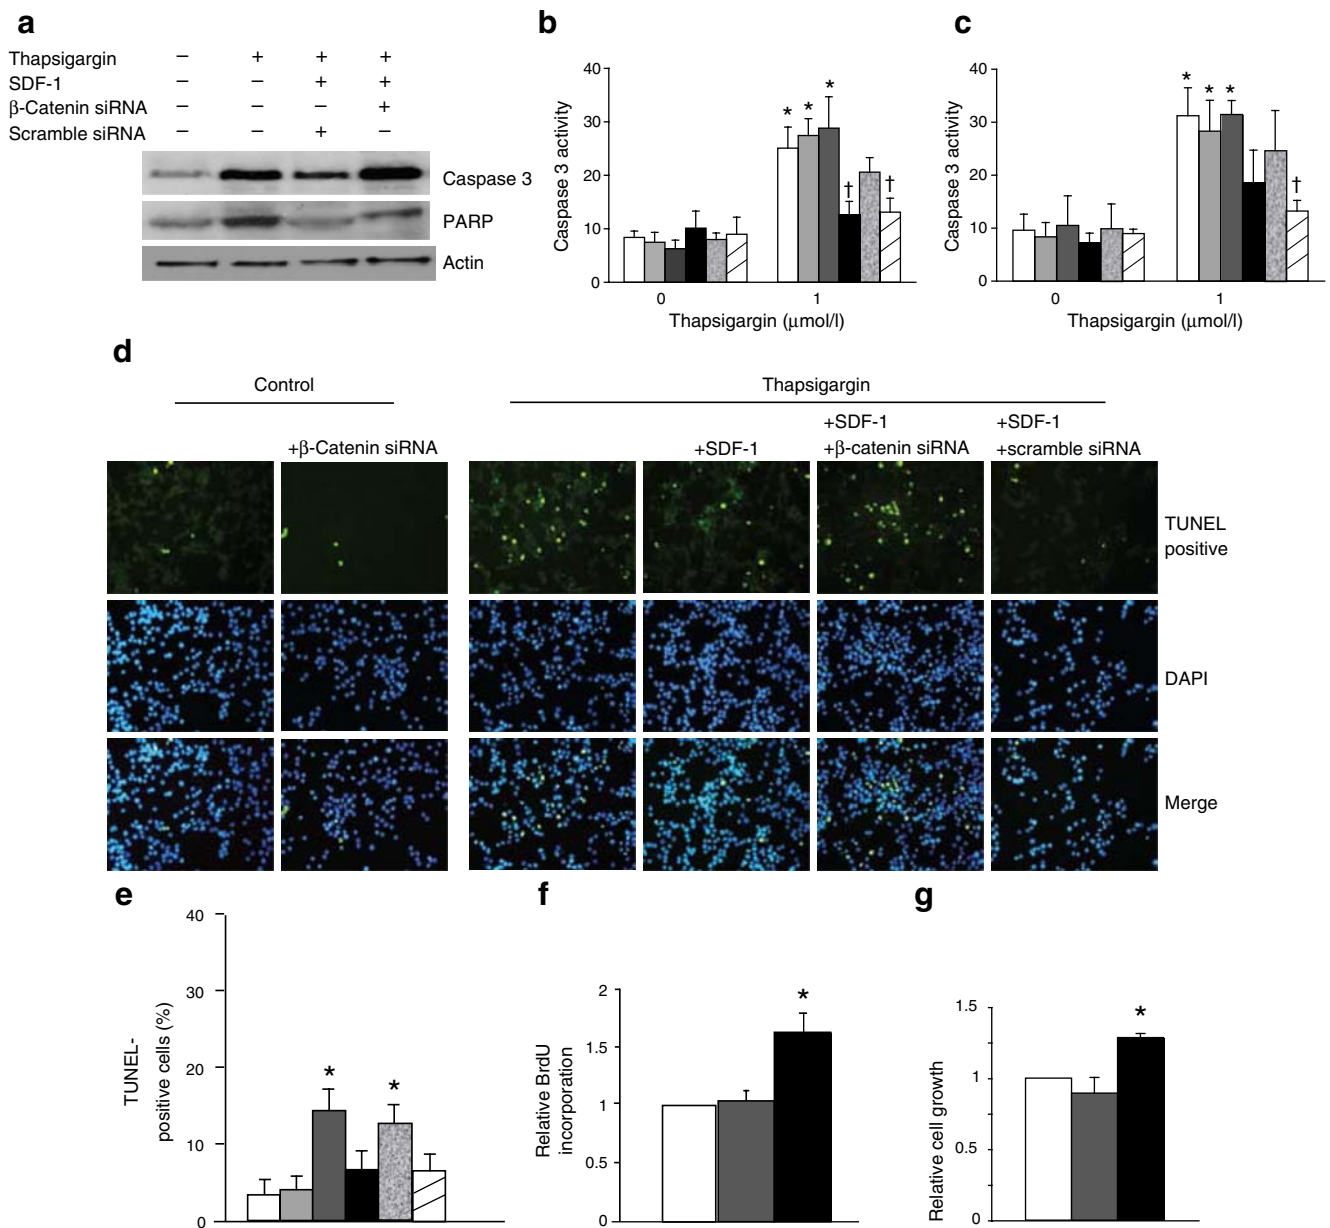 a
Thapsigargin – + + +
SDF-1 – – + +
β-Catenin siRNA – – – +
Scramble siRNA – – + –
Caspase 3
PARP
Actin
b
Caspase 3 activity
40
30
20
10
0
* * *
† †
0 1
Thapsigargin (μmol/l)
c
Caspase 3 activity
40
30
20
10
0
* * *
†
0 1
Thapsigargin (μmol/l)
d
Control
Thapsigargin
+β-Catenin siRNA
+SDF-1
+SDF-1
+β-catenin siRNA
+SDF-1
+scramble siRNA
TUNEL
positive
DAPI
Merge
e
TUNEL-
positive cells (%)
40
30
20
10
0
* *
f
Relative BrdU
incorporation
2
1.5
1
0.5
0
*
g
Relative cell growth
1.5
1
0.5
0
*